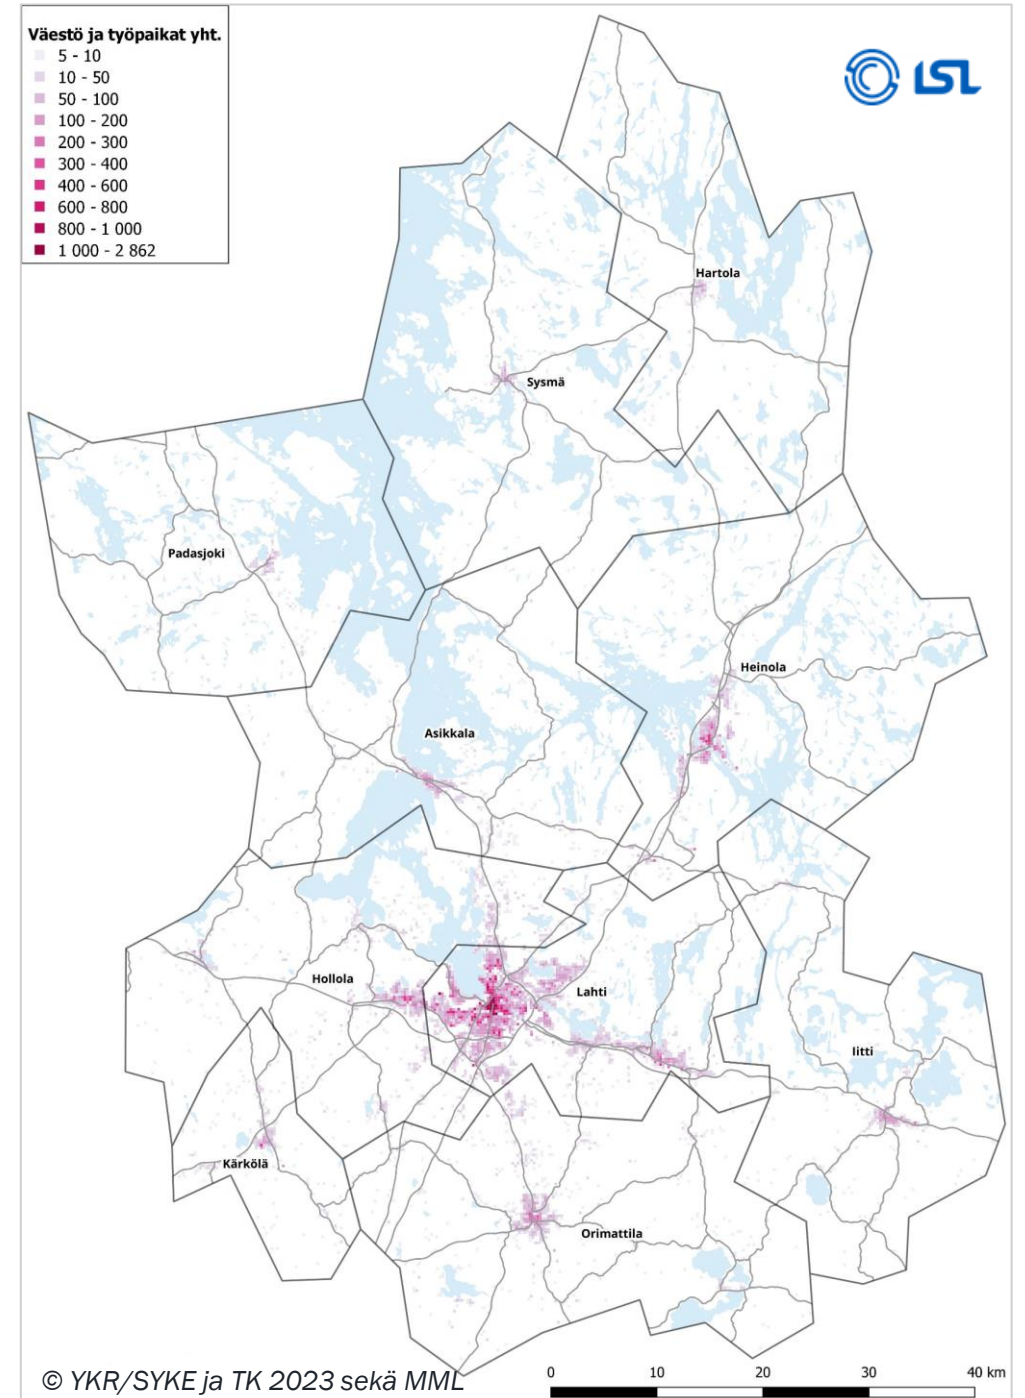 Väestö ja työpaikat yht.
5 - 10
10 - 50
50 - 100
100 - 200
200 - 300
300 - 400
400 - 600
600 - 800
800 - 1 000
1 000 - 2 862
LSL
Hartola
Sysmä
Padasjoki
Heinola
Asikkala
Hollola
Lahti
Iitti
Kärkölä
Orimattila
0 10 20 30 40 km
© YKR/SYKE ja TK 2023 sekä MML